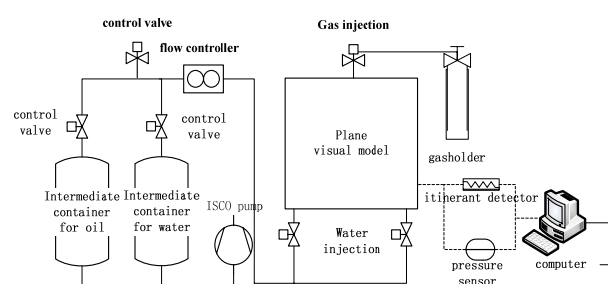 control valve
Gas injection
flow controller
control
valve
control
valve
Plane
visual model
gasholder
Intermediate
container
for oil
Intermediate
container
for water
ISCO pump
itinerant detector
Water
injection
pressure
sensor
computer